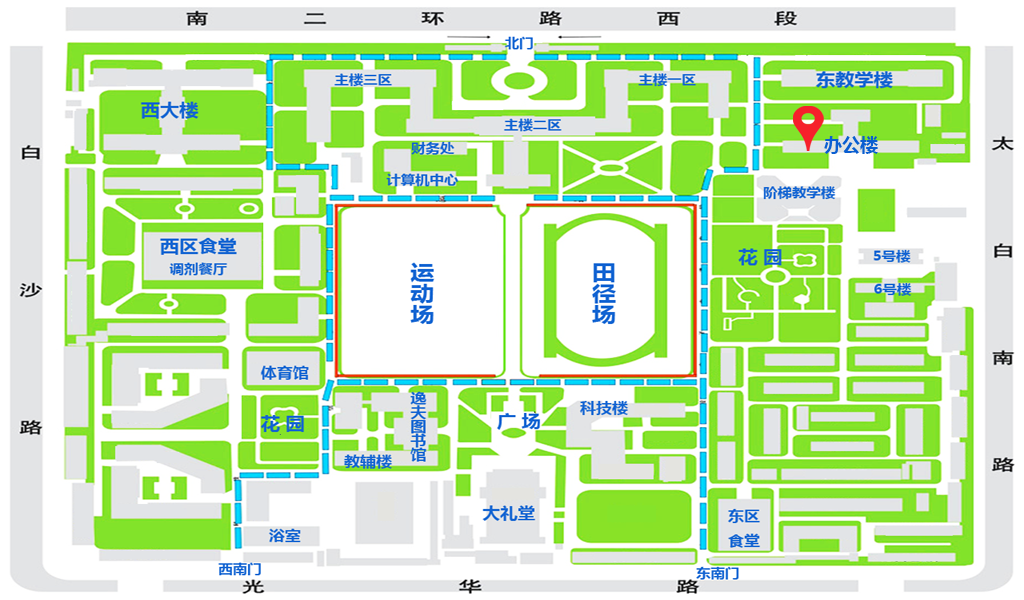 南二环路西段
北门
主楼三区
主楼一区
东教学楼
西大楼
主楼二区
办公楼
财务处
计算机中心
阶梯教学楼
白沙路
太白南路
西区食堂
调剂餐厅
运动场
田径场
花园
5号楼
6号楼
体育馆
花园
逸夫图书馆
广场
科技楼
教辅楼
大礼堂
东区
食堂
浴室
西南门
东南门
光华路